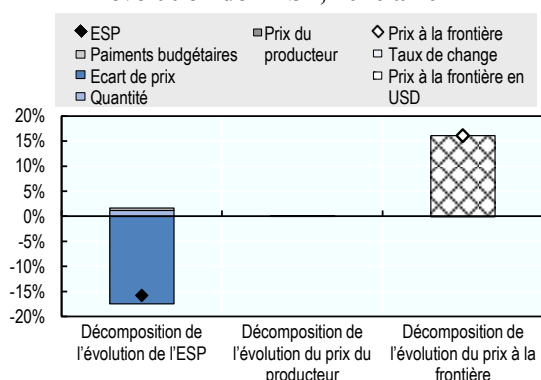 ESP
Paiments budgétaires
Ecart de prix
Quantité
Prix du
producteur
Prix à la frontière
Taux de change
Prix à la frontière en
USD
20%
15%
10%
5%
0%
-5%
-10%
-15%
-20%
Décomposition de
l'évolution de l'ESP
Décomposition de
l'évolution du prix du
producteur
Décomposition de
l'évolution du prix à la
frontière